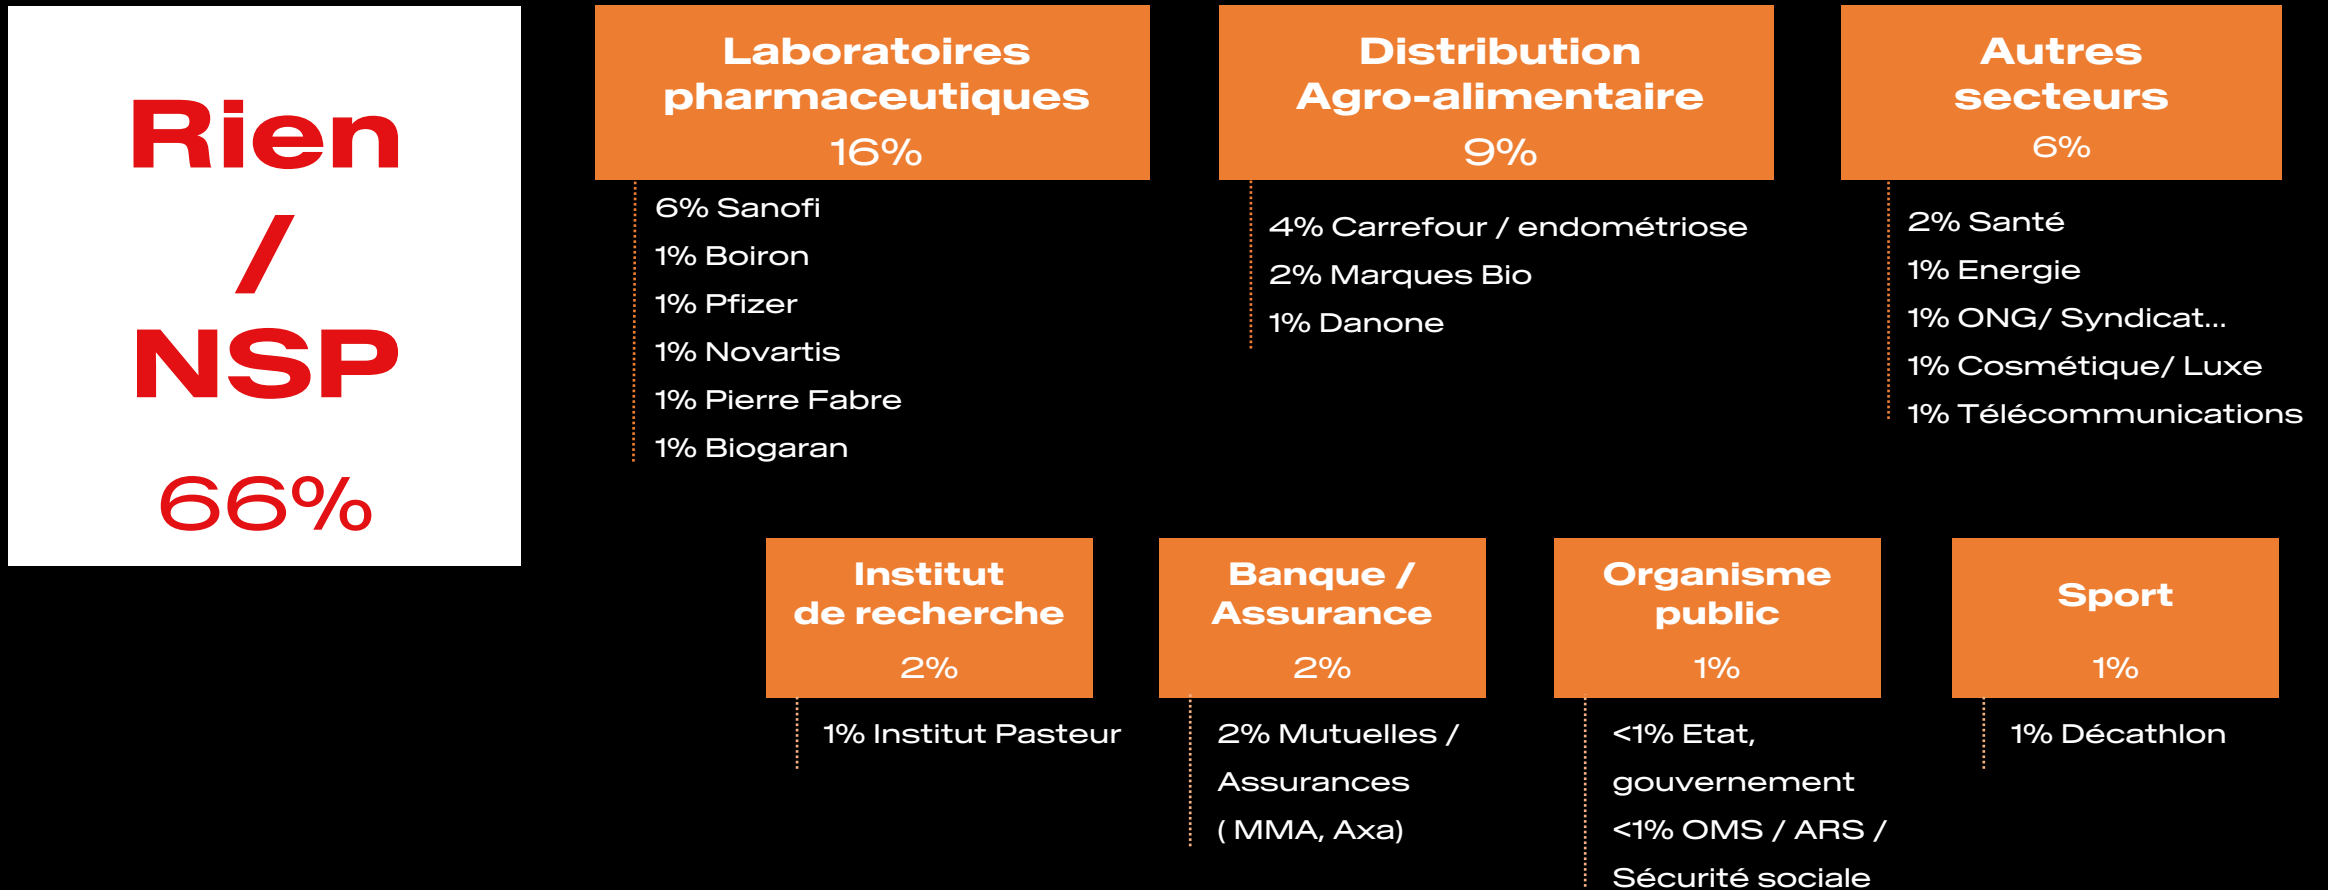 Rien
/
NSP
66%
Laboratoires
pharmaceutiques
16%
6% Sanofi
1% Boiron
1% Pfizer
1% Novartis
1% Pierre Fabre
1% Biogaran
Distribution
Agro-alimentaire
9%
4% Carrefour / endométriose
2% Marques Bio
1% Danone
Autres
secteurs
6%
2% Santé
1% Energie
1% ONG/ Syndicat...
1% Cosmétique/ Luxe
1% Télécommunications
Institut
de recherche
2%
1% Institut Pasteur
Banque /
Assurance
2%
2% Mutuelles /
Assurances
( MMA, Axa)
Organisme
public
1%
<1% Etat,
gouvernement
<1% OMS / ARS /
Sécurité sociale
Sport
1%
1% Décathlon